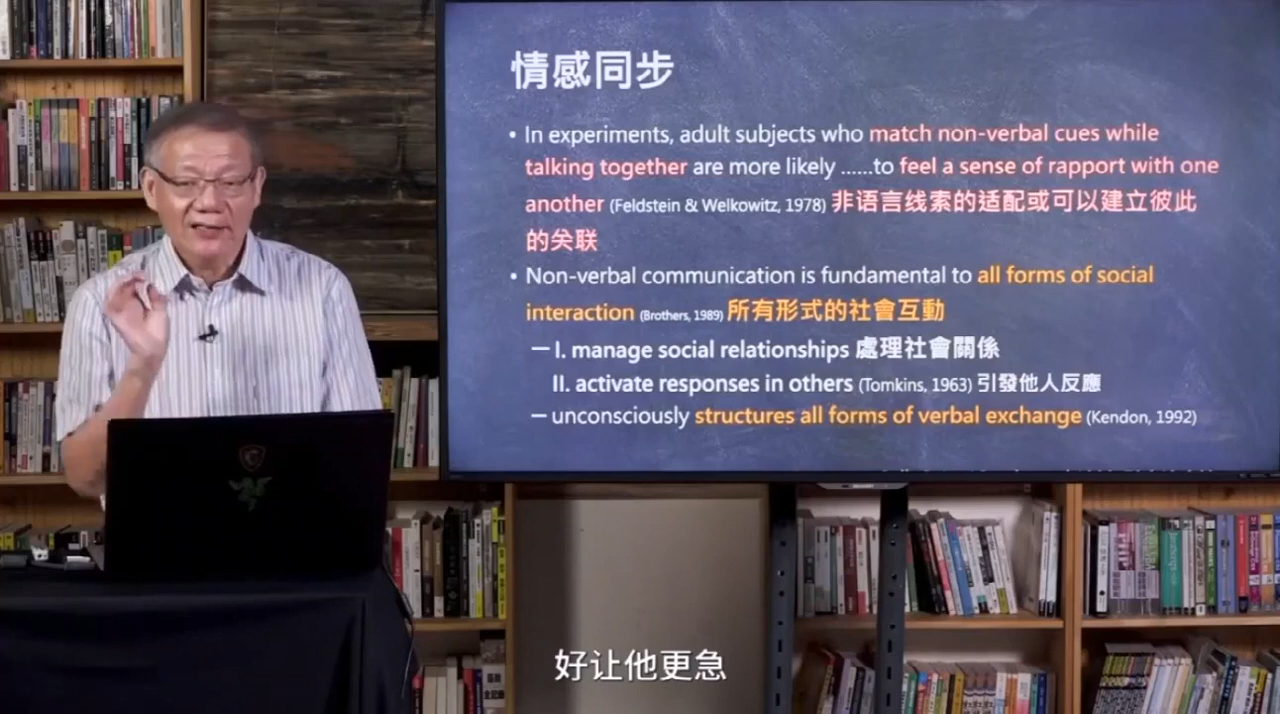 情感同步
• In experiments, adult subjects who match non-verbal cues while
talking together are more likely ……to feel a sense of rapport with one
another (Feldstein & Welkowitz, 1978) 非语言线索的适配或可以建立彼此
的关联
• Non-verbal communication is fundamental to all forms of social
interaction (Brothers, 1989) 所有形式的社會互動
— I. manage social relationships 處理社會關係
II. activate responses in others (Tomkins, 1963) 引發他人反應
— unconsciously structures all forms of verbal exchange (Kendon, 1992)
好让他更急